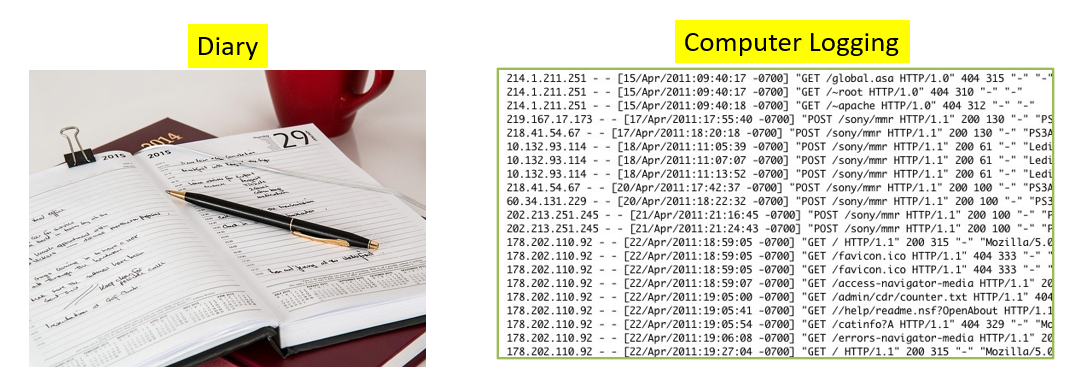 Diary
Computer Logging
2014
2015
2015
29
214.1.211.251 - - [15/Apr/2011:09:40:17 -0700] "GET /global.asa HTTP/1.0" 404 315 "-" "-"
214.1.211.251 - - [15/Apr/2011:09:40:17 -0700] "GET /~root HTTP/1.0" 404 310 "-" "-"
214.1.211.251 - - [15/Apr/2011:09:40:18 -0700] "GET /~apache HTTP/1.0" 404 312 "-" "-"
219.167.17.173 - - [17/Apr/2011:17:55:40 -0700] "POST /sony/mmr HTTP/1.1" 200 130 "-" "PS
218.41.54.67 - - [17/Apr/2011:18:20:18 -0700] "POST /sony/mmr HTTP/1.1" 200 130 "-" "PS3A
10.132.93.114 - - [18/Apr/2011:11:05:39 -0700] "POST /sony/mmr HTTP/1.1" 200 61 "-" "Ledi
10.132.93.114 - - [18/Apr/2011:11:07:07 -0700] "POST /sony/mmr HTTP/1.1" 200 61 "-" "Ledi
10.132.93.114 - - [18/Apr/2011:11:13:52 -0700] "POST /sony/mmr HTTP/1.1" 200 61 "-" "Ledi
218.41.54.67 - - [20/Apr/2011:17:42:37 -0700] "POST /sony/mmr HTTP/1.1" 200 100 "-" "PS3A
60.34.131.229 - - [20/Apr/2011:18:22:32 -0700] "POST /sony/mmr HTTP/1.1" 200 100 "-" "PS3
202.213.251.245 - - [21/Apr/2011:21:16:45 -0700] "POST /sony/mmr HTTP/1.1" 200 100 "-" "P
202.213.251.245 - - [21/Apr/2011:21:24:43 -0700] "POST /sony/mmr HTTP/1.1" 200 100 "-" "P
178.202.110.92 - - [22/Apr/2011:18:59:05 -0700] "GET / HTTP/1.1" 200 315 "-" "Mozilla/5.0
178.202.110.92 - - [22/Apr/2011:18:59:05 -0700] "GET /favicon.ico HTTP/1.1" 404 333 "-" "
178.202.110.92 - - [22/Apr/2011:18:59:05 -0700] "GET /favicon.ico HTTP/1.1" 404 333 "-" "
178.202.110.92 - - [22/Apr/2011:18:59:07 -0700] "GET /access-navigator-media HTTP/1.1" 20
178.202.110.92 - - [22/Apr/2011:19:05:00 -0700] "GET /admin/cdr/counter.txt HTTP/1.1" 404
178.202.110.92 - - [22/Apr/2011:19:05:41 -0700] "GET //help/readme.nsf?OpenAbout HTTP/1.1
178.202.110.92 - - [22/Apr/2011:19:05:54 -0700] "GET /catinfo?A HTTP/1.1" 404 329 "-" "Mo
178.202.110.92 - - [22/Apr/2011:19:06:08 -0700] "GET /errors-navigator-media HTTP/1.1" 20
178.202.110.92 - - [22/Apr/2011:19:27:04 -0700] "GET / HTTP/1.1" 200 315 "-" "Mozilla/5.0